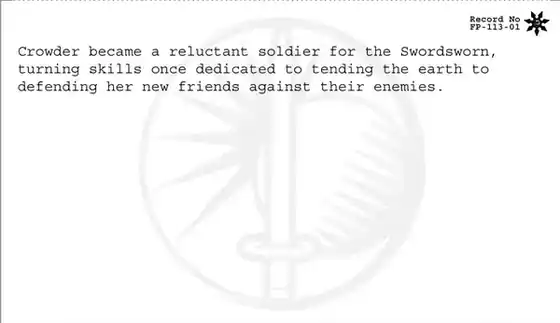 Record No
FP-113-01
Crowder became a reluctant soldier for the Swordsworn,
turning skills once dedicated to tending the earth to
defending her new friends against their enemies.